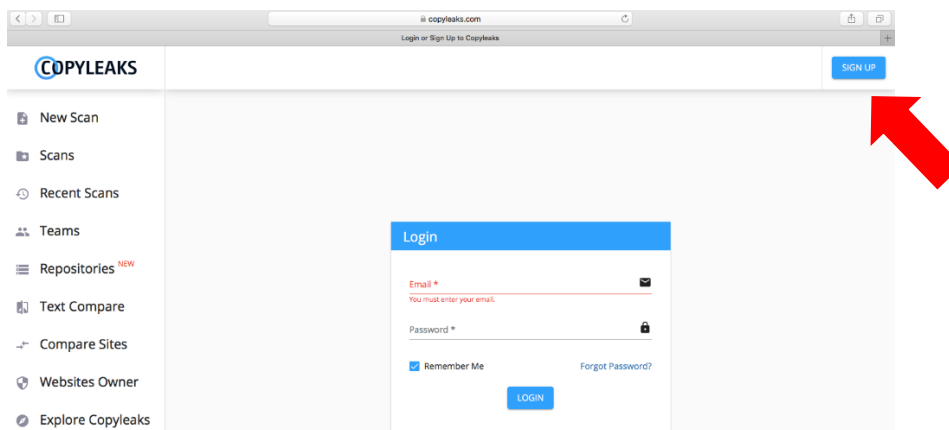 copyleaks.com
Login or Sign Up to Copyleaks
COPYLEAKS
SIGN UP
New Scan
Scans
Recent Scans
Teams
Repositories NEW
Text Compare
Compare Sites
Websites Owner
Explore Copyleaks
Login
Email *
You must enter your email.
Password *
Remember Me
Forgot Password?
LOGIN